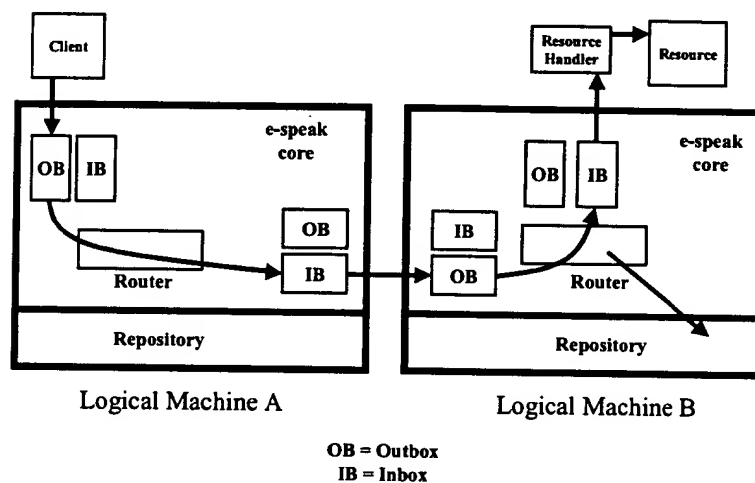 Client
Resource
Handler
Resource
e-speak
core
OB
IB
OB
IB
Router
Repository
Logical Machine A
e-speak
core
OB
IB
IB
OB
Router
Repository
Logical Machine B
OB = Outbox
IB = Inbox